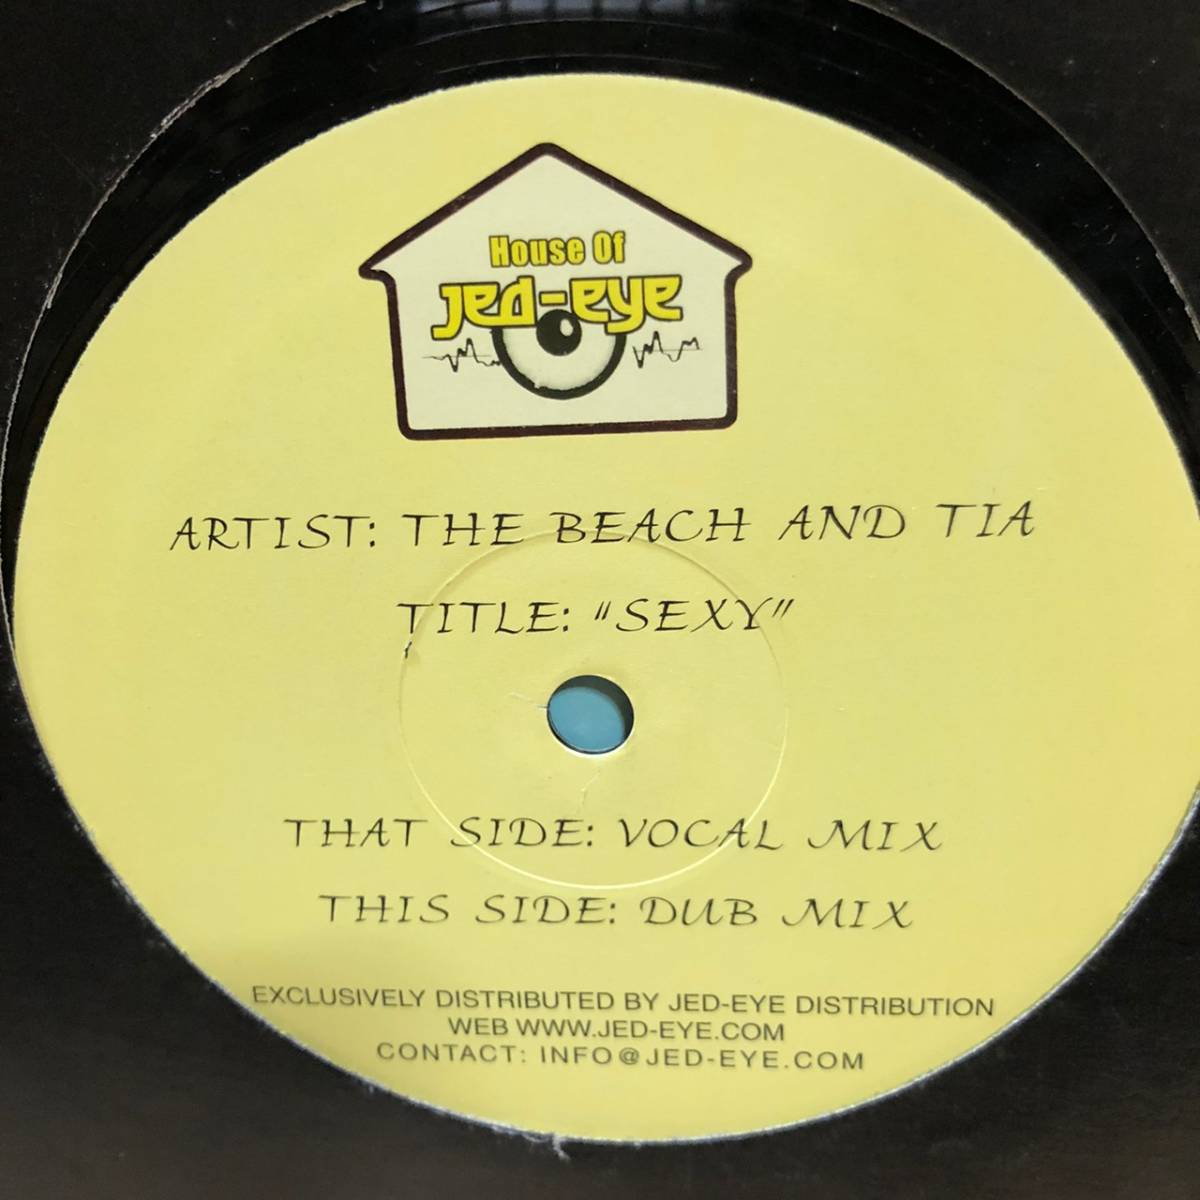 House Of
Jed-eye
ARTIST: THE BEACH AND TIA
TITLE: "SEXY"
THAT SIDE: VOCAL MIX
THIS SIDE: DUB MIX
EXCLUSIVELY DISTRIBUTED BY JED-EYE DISTRIBUTION
WEB WWW.JED-EYE.COM
CONTACT: INFO@JED-EYE.COM